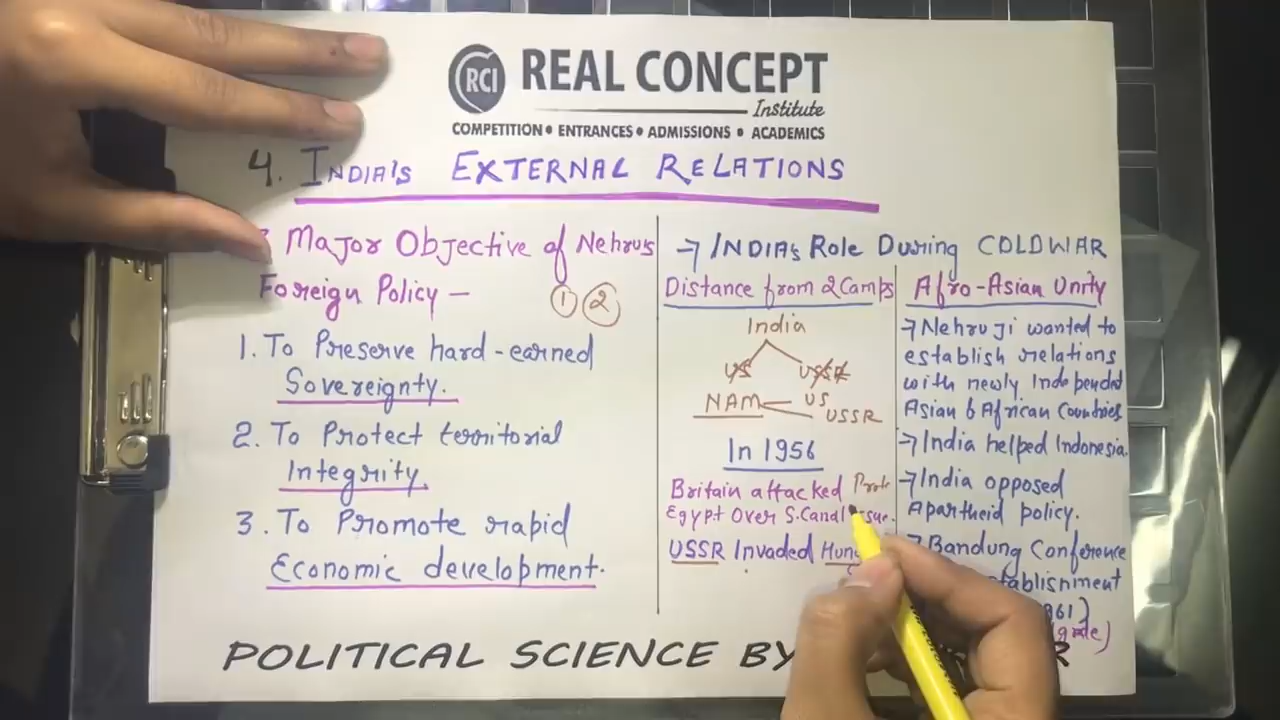 RCI REAL CONCEPT
Institute
COMPETITION • ENTRANCES • ADMISSIONS • ACADEMICS
4. INDIA'S EXTERNAL RELATIONS
Major Objective of Nehru's
Foreign Policy —
① ②
1. To Preserve hard-earned
Sovereignty.
2. To Protect territorial
Integrity.
3. To Promote rapid
Economic development.
→ INDIA's Role During COLDWAR
Distance from 2 Camps
India
US USSR
NAM US
USSR
In 1956
Britain attacked
Egypt Over S.Canal
USSR Invaded
Afro-Asian Unity
→ Nehru ji wanted to
establish relations
with newly Independed
Asian & African Countries
→ India helped Indonesia.
→ India opposed
Apartheid policy.
→ Bandung Conference
POLITICAL SCIENCE BY